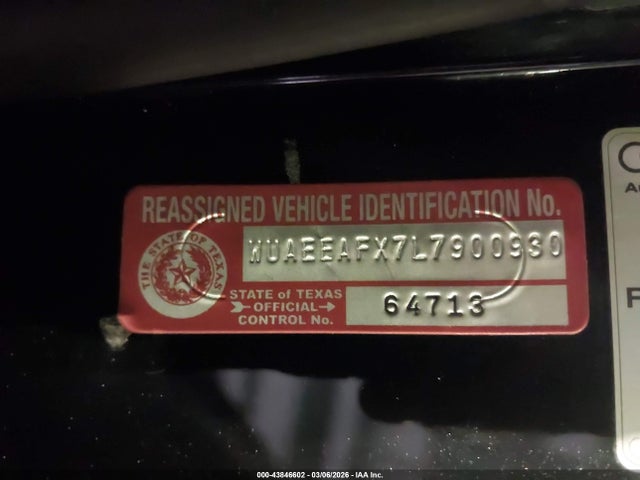 REASSIGNED VEHICLE IDENTIFICATION No.
WUAEEAFX7L7900930
THE STATE OF TEXAS
STATE of TEXAS
OFFICIAL
CONTROL No.
64713
000-43846602 - 03/06/2026 - IAA Inc.